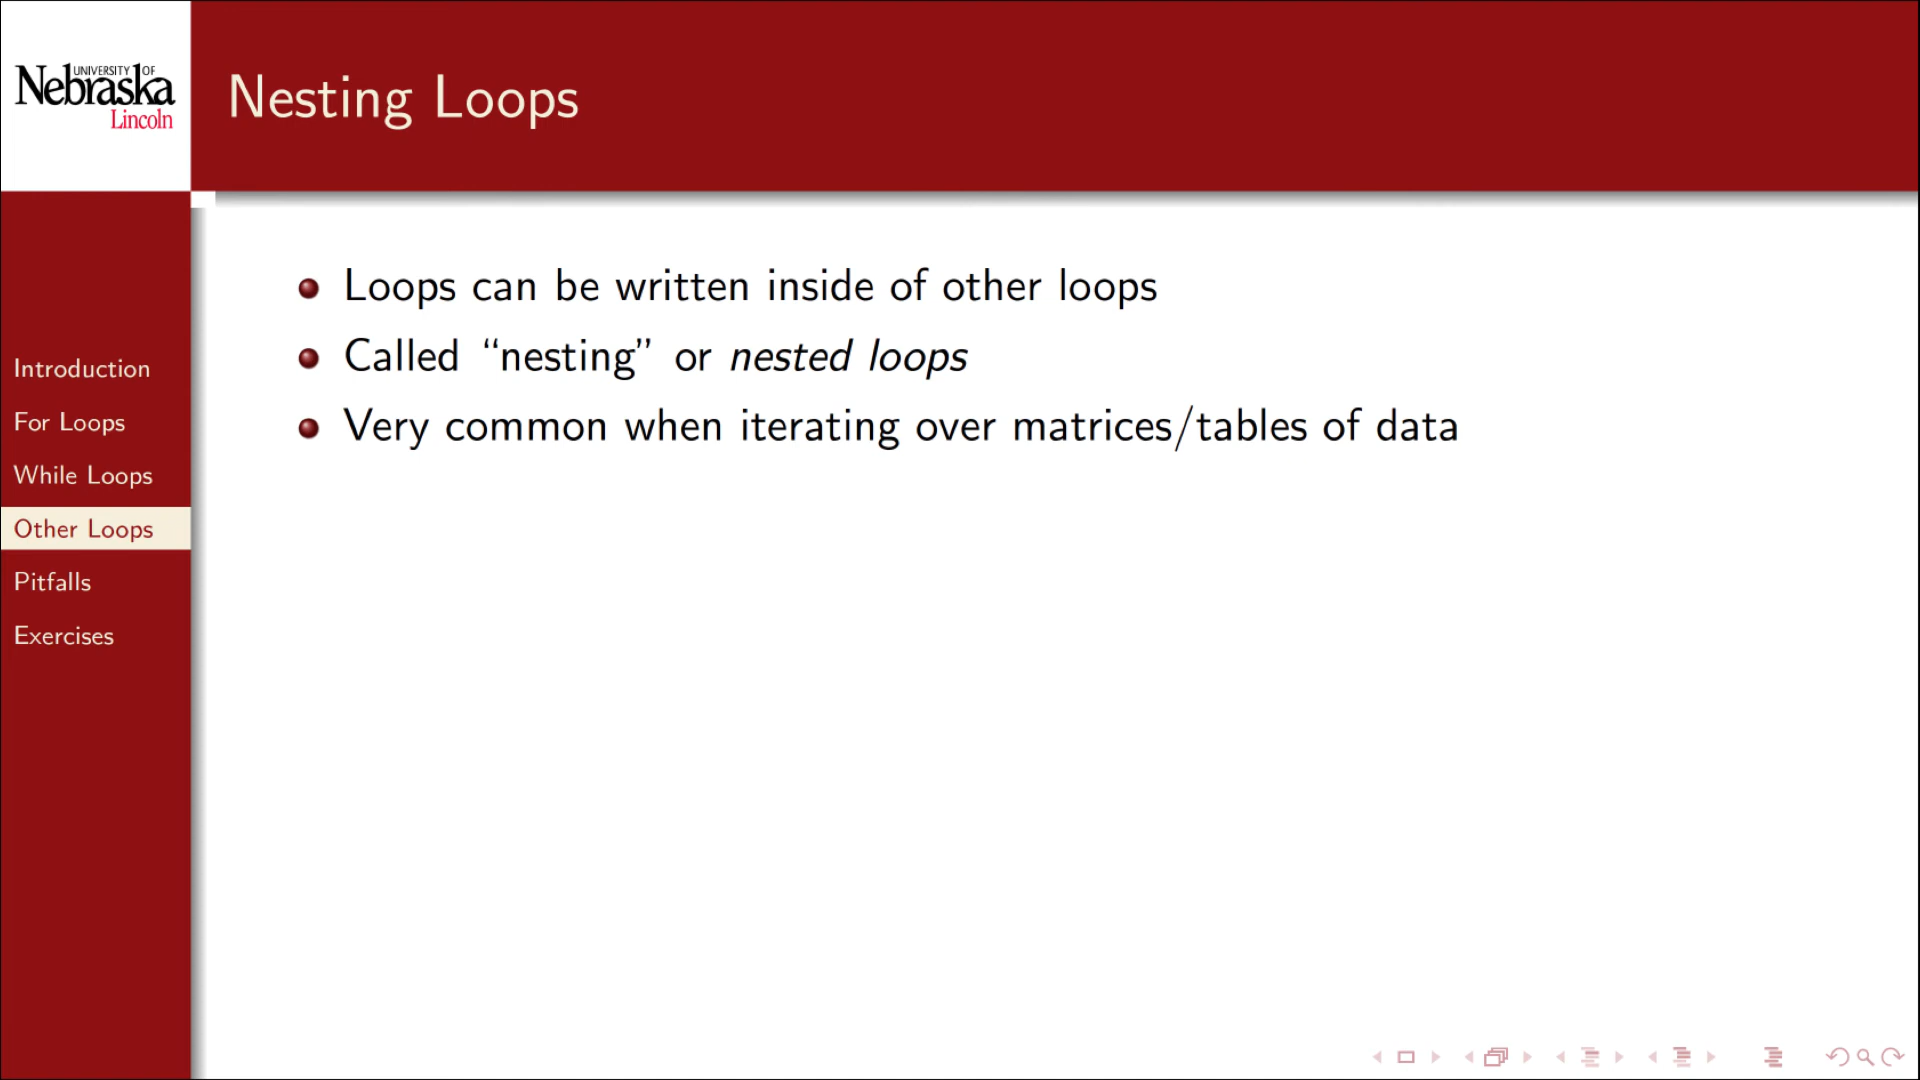 UNIVERSITY OF
Nebraska
Lincoln
Nesting Loops
Introduction
For Loops
While Loops
Other Loops
Pitfalls
Exercises
Loops can be written inside of other loops
Called “nesting” or nested loops
Very common when iterating over matrices/tables of data